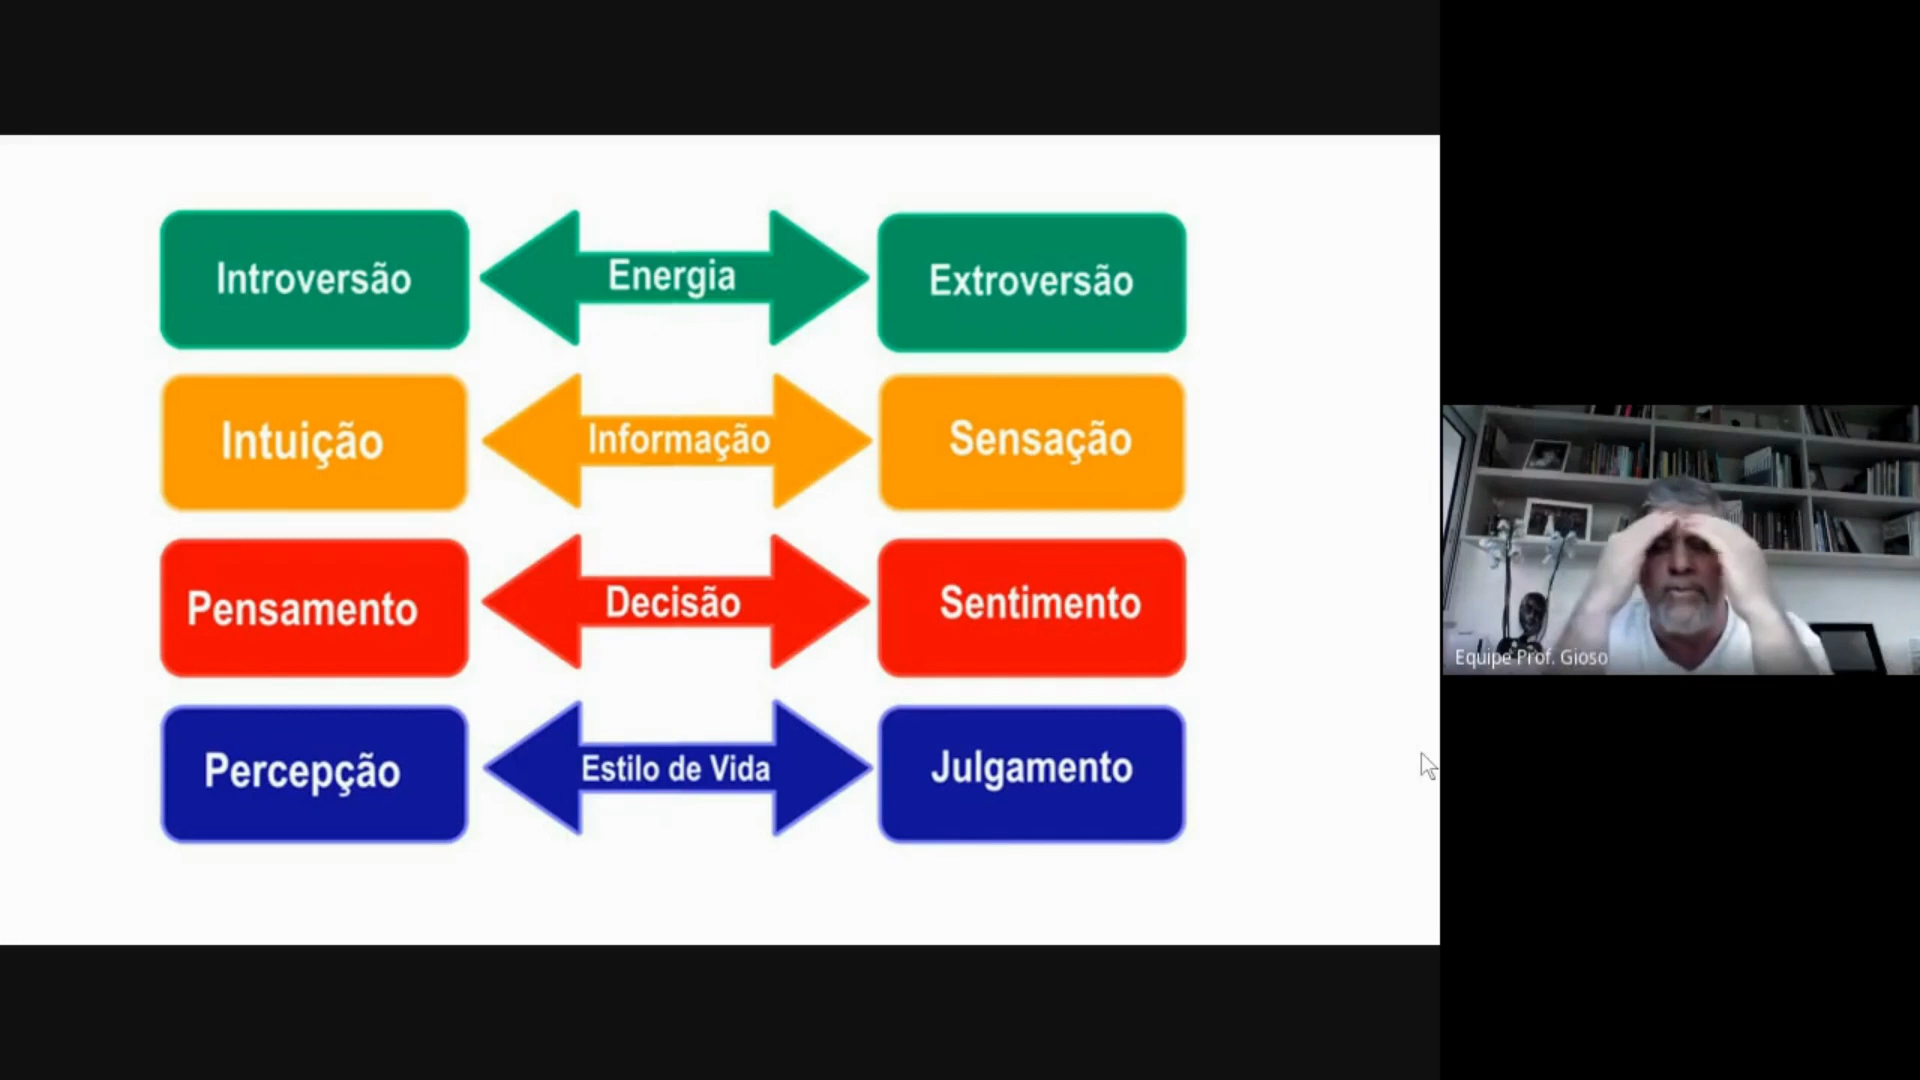 Introversão
Energia
Extroversão
Intuição
Informação
Sensação
Pensamento
Decisão
Sentimento
Percepção
Estilo de Vida
Julgamento
Equipe Prof. Gioso